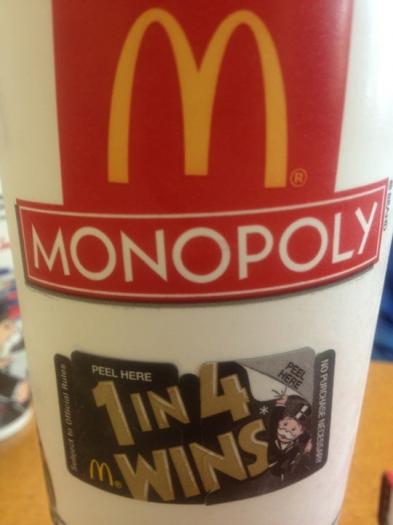 M®
MONOPOLY
Subject to Official Rules
PEEL HERE
PEEL HERE
1 IN 4
WINS*
M®
NO PURCHASE NECESSARY